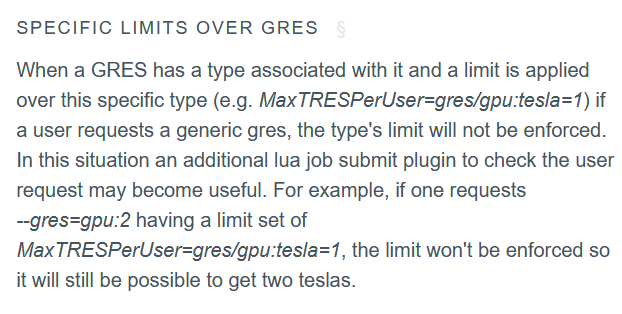 SPECIFIC LIMITS OVER GRES §
When a GRES has a type associated with it and a limit is applied
over this specific type (e.g. MaxTRESPerUser=gres/gpu:tesla=1) if
a user requests a generic gres, the type's limit will not be enforced.
In this situation an additional lua job submit plugin to check the user
request may become useful. For example, if one requests
--gres=gpu:2 having a limit set of
MaxTRESPerUser=gres/gpu:tesla=1, the limit won't be enforced so
it will still be possible to get two teslas.